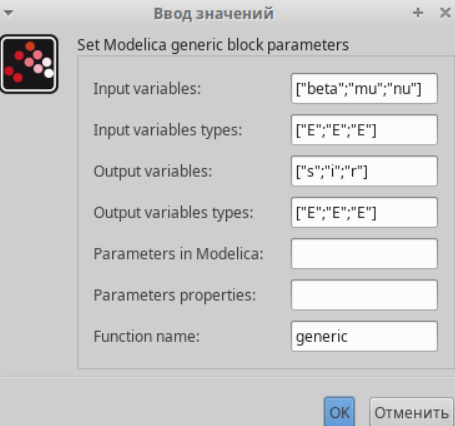 Ввод значений
Set Modelica generic block parameters
Input variables: ["beta";"mu";"nu"]
Input variables types: ["E";"E";"E"]
Output variables: ["s";"i";"r"]
Output variables types: ["E";"E";"E"]
Parameters in Modelica:
Parameters properties:
Function name: generic
OK Отменить